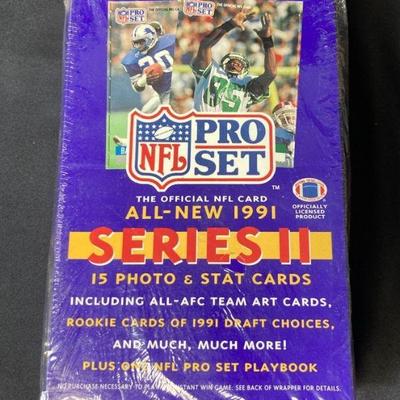 PRO SET
PRO SET
20
85
NFL
PRO
SET
™
THE OFFICIAL NFL CARD
ALL-NEW 1991
OFFICIALLY
LICENSED
PRODUCT
SERIES II
15 PHOTO & STAT CARDS
INCLUDING ALL-AFC TEAM ART CARDS,
ROOKIE CARDS OF 1991 DRAFT CHOICES,
AND MUCH, MUCH MORE!
PLUS ONE NFL PRO SET PLAYBOOK
NO PURCHASE NECESSARY TO PLAY INSTANT WIN GAME: SEE BACK OF WRAPPER FOR DETAILS.